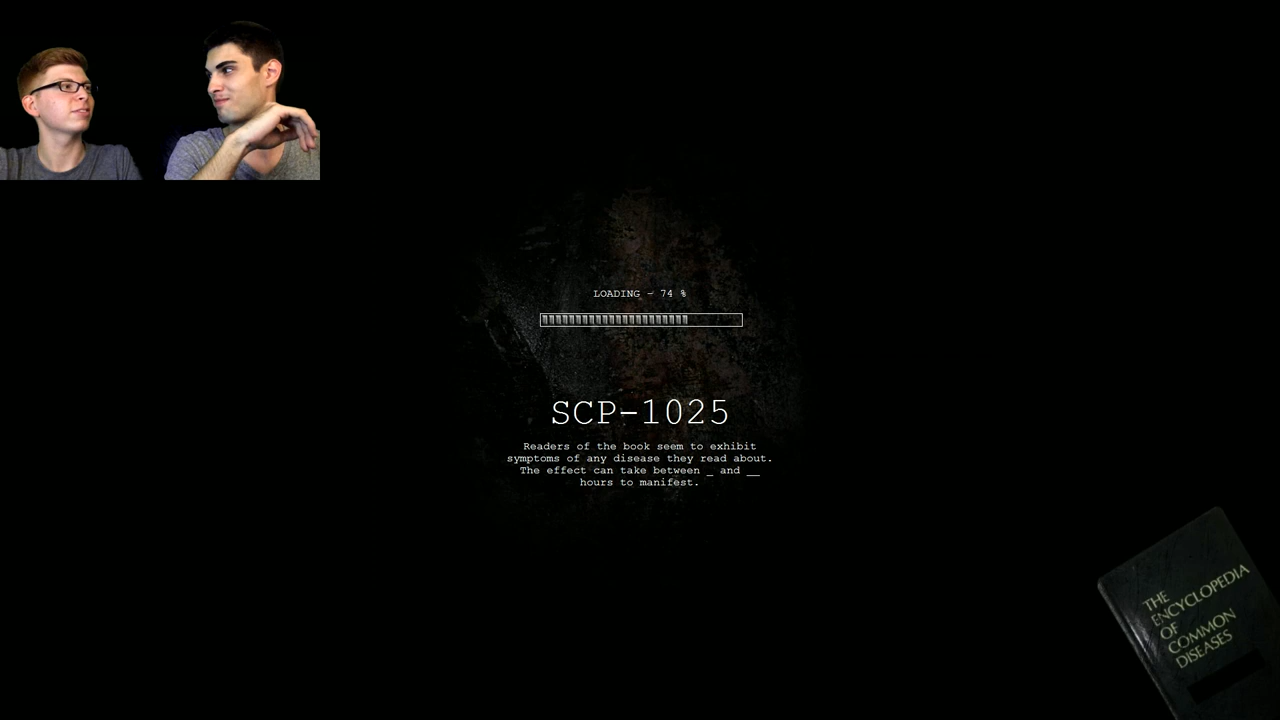 LOADING - 74 %
SCP-1025
Readers of the book seem to exhibit
symptoms of any disease they read about.
The effect can take between _ and __
hours to manifest.
THE
ENCYCLOPEDIA
OF
COMMON
DISEASES